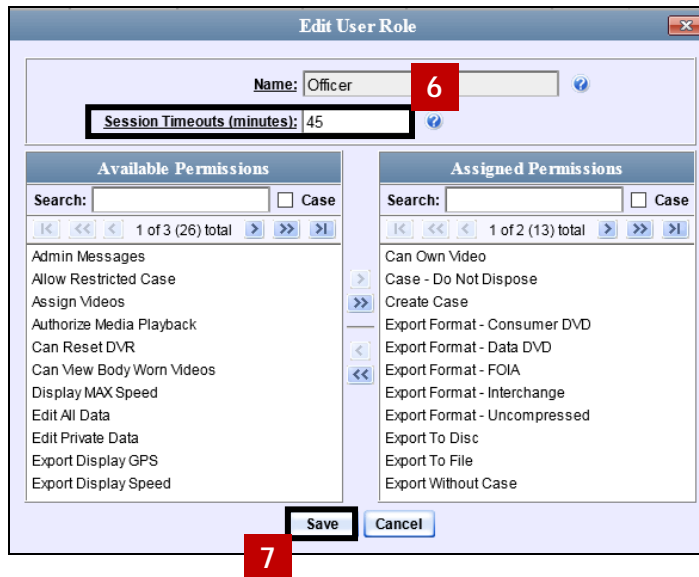 Edit User Role
Name: Officer
6
Session Timeouts (minutes): 45
Available Permissions
Search: Case
1 of 3 (26) total
Admin Messages
Allow Restricted Case
Assign Videos
Authorize Media Playback
Can Reset DVR
Can View Body Worn Videos
Display MAX Speed
Edit All Data
Edit Private Data
Export Display GPS
Export Display Speed
Assigned Permissions
Search: Case
1 of 2 (13) total
Can Own Video
Case - Do Not Dispose
Create Case
Export Format - Consumer DVD
Export Format - Data DVD
Export Format - FOIA
Export Format - Interchange
Export Format - Uncompressed
Export To Disc
Export To File
Export Without Case
Save Cancel
7